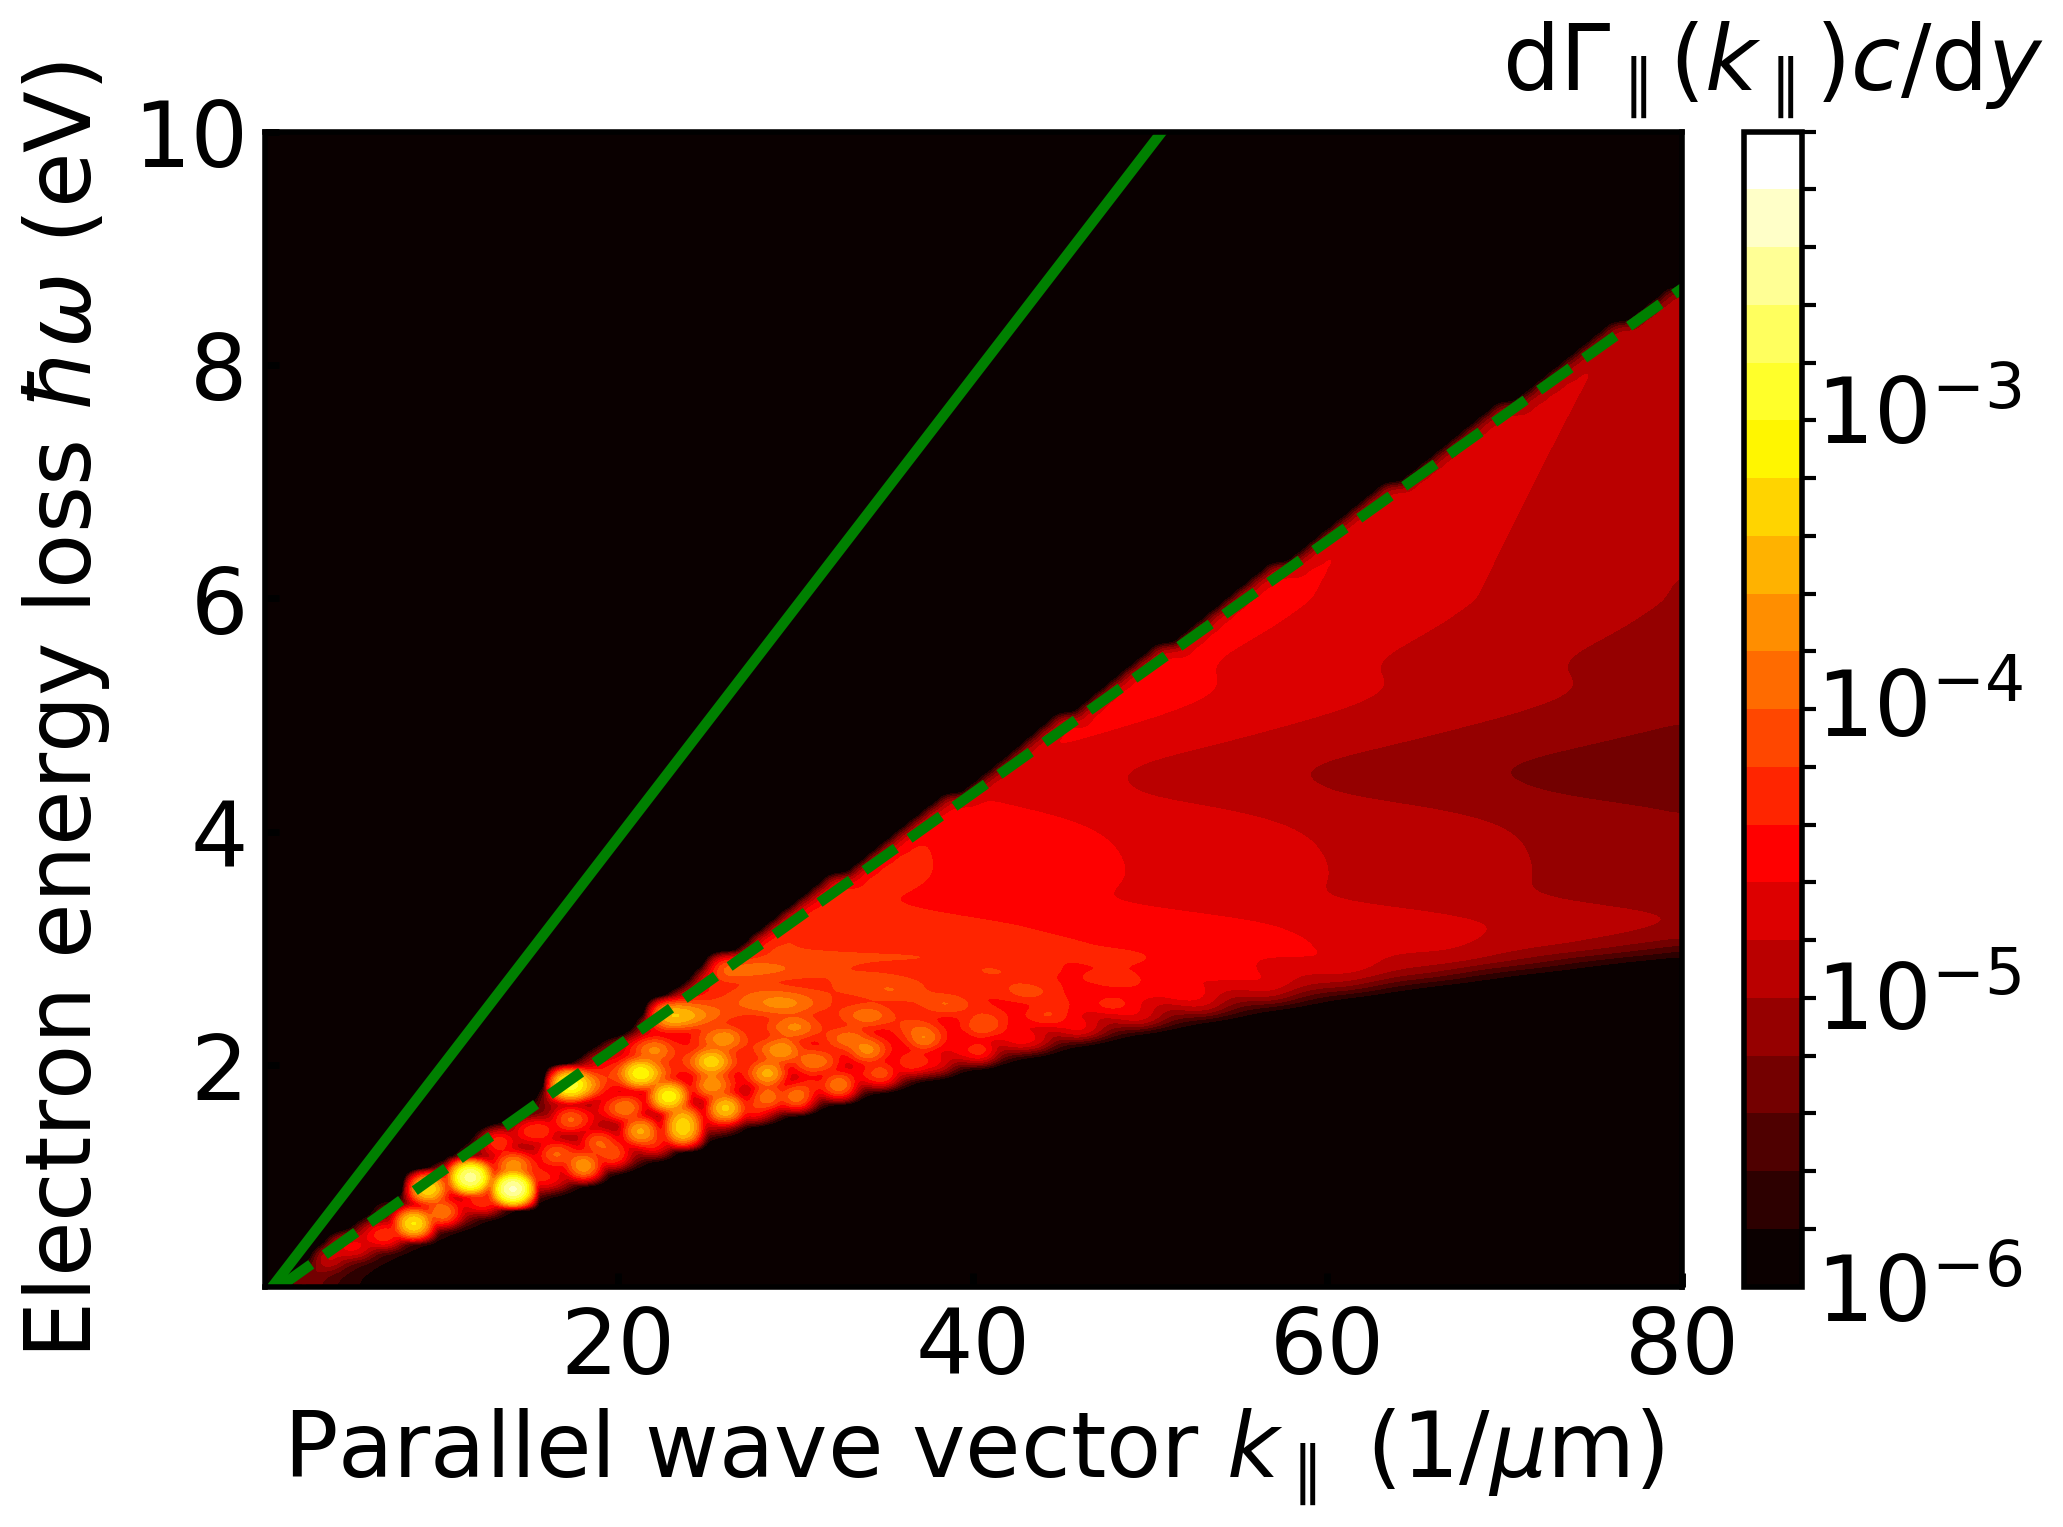 dΓ∥(k∥)c/dy
Electron energy loss ħω (eV)
10
8
6
4
2
20 40 60 80
Parallel wave vector k∥ (1/μm)
10⁻³
10⁻⁴
10⁻⁵
10⁻⁶